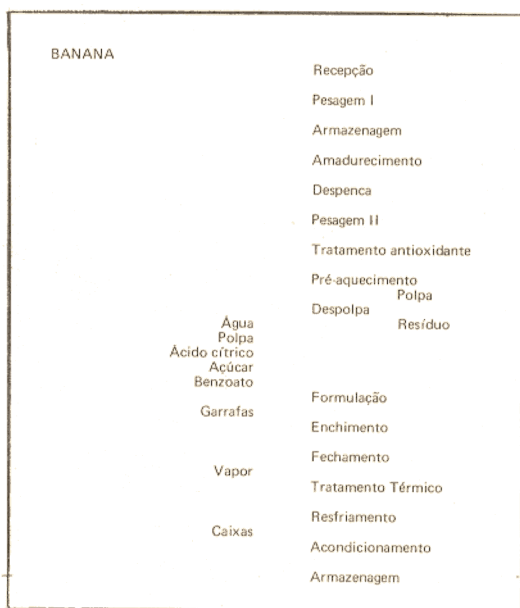 BANANA
Recepção
Pesagem I
Armazenagem
Amadurecimento
Despenca
Pesagem II
Tratamento antioxidante
Pré-aquecimento
Polpa
Despolpa
Resíduo
Água
Polpa
Ácido cítrico
Açúcar
Benzoato
Formulação
Garrafas
Enchimento
Fechamento
Vapor
Tratamento Térmico
Resfriamento
Caixas
Acondicionamento
Armazenagem